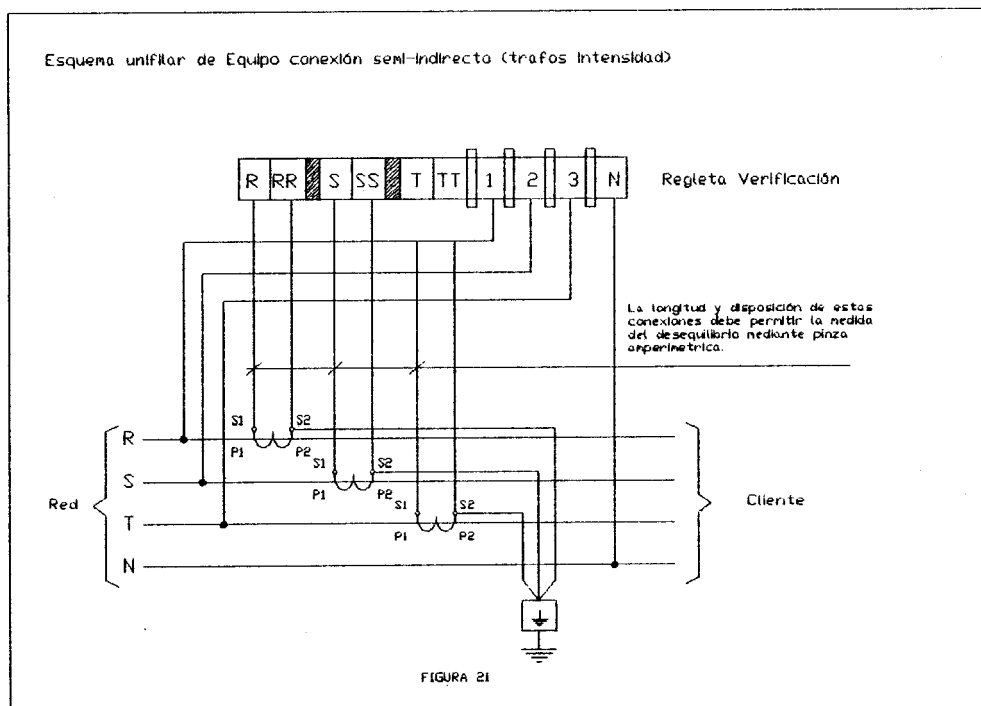 Esquema unifilar de Equipo conexión semi-indirecto (trafos intensidad)
R RR S SS T TT 1 2 3 N
Regleta Verificación
La longitud y disposición de estas
conexiones debe permitir la medida
del desequilibrio mediante pinza
amperimetrica.
S1 S2
R
P1 P2
S1 S2
S
P1 P2
S1 S2
Red
Cliente
T
P1 P2
N
FIGURA 21